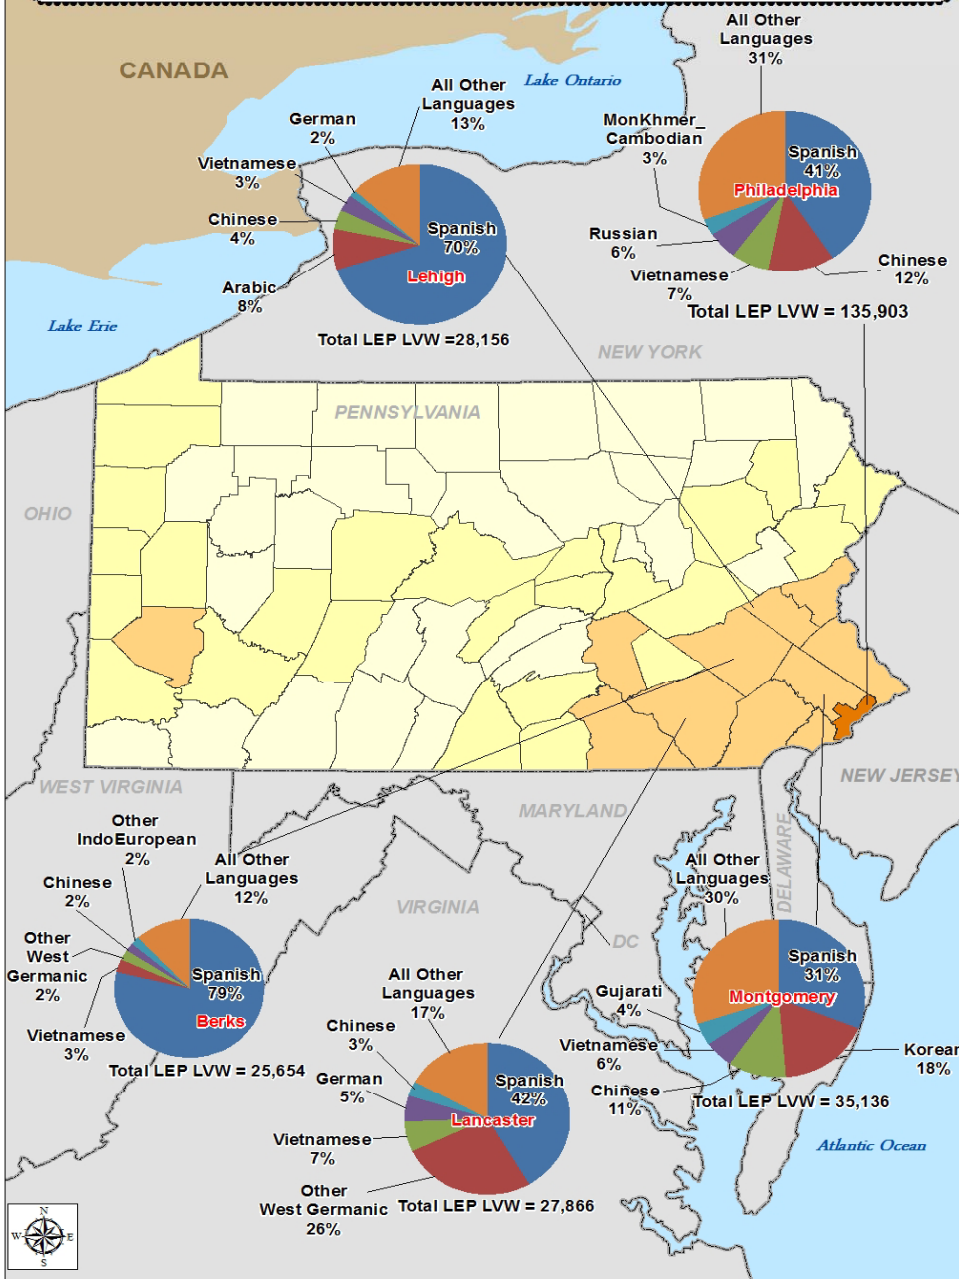 All Other
Languages
31%
CANADA
Lake Ontario
All Other
Languages
13%
German
2%
MonKhmer_
Cambodian
3%
Vietnamese
3%
Spanish
41%
Philadelphia
Chinese
4%
Spanish
70%
Lehigh
Russian
6%
Chinese
12%
Vietnamese
7%
Arabic
8%
Total LEP LVW = 135,903
Lake Erie
Total LEP LVW =28,156
NEW YORK
PENNSYLVANIA
OHIO
WEST VIRGINIA
NEW JERSEY
MARYLAND
DELAWARE
Other
IndoEuropean
2%
All Other
Languages
12%
Chinese
2%
All Other
Languages
30%
VIRGINIA
DC
Other
West
Germanic
2%
Spanish
79%
Berks
Spanish
31%
Montgomery
All Other
Languages
17%
Gujarati
4%
Vietnamese
3%
Chinese
3%
Vietnamese
6%
Korean
18%
Total LEP LVW = 25,654
German
5%
Spanish
42%
Lancaster
Chinese
11%
Total LEP LVW = 35,136
Vietnamese
7%
Atlantic Ocean
Other
West Germanic
26%
Total LEP LVW = 27,866
N
W
E
S